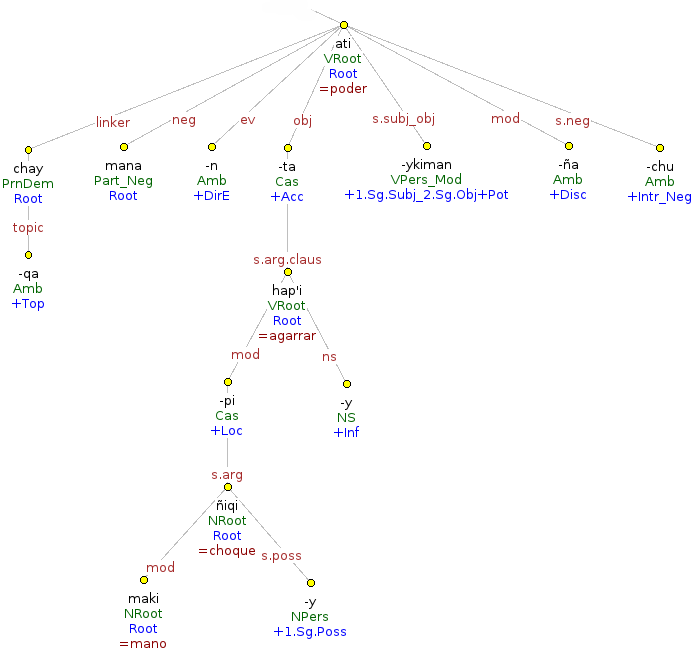 ati
VRoot
Root
=poder
linker neg ev obj s.subj_obj mod s.neg
chay mana -n -ta -ykiman -ña -chu
PrnDem Part_Neg Amb Cas VPers_Mod Amb Amb
Root Root +DirE +Acc +1.Sg.Subj_2.Sg.Obj+Pot +Disc +Intr_Neg
topic
-qa
Amb
+Top
s.arg.claus
hap'i
VRoot
Root
=agarrar
mod ns
-pi -y
Cas NS
+Loc +Inf
s.arg
ñiqi
NRoot
Root
=choque
mod s.poss
maki -y
NRoot NPers
Root +1.Sg.Poss
=mano